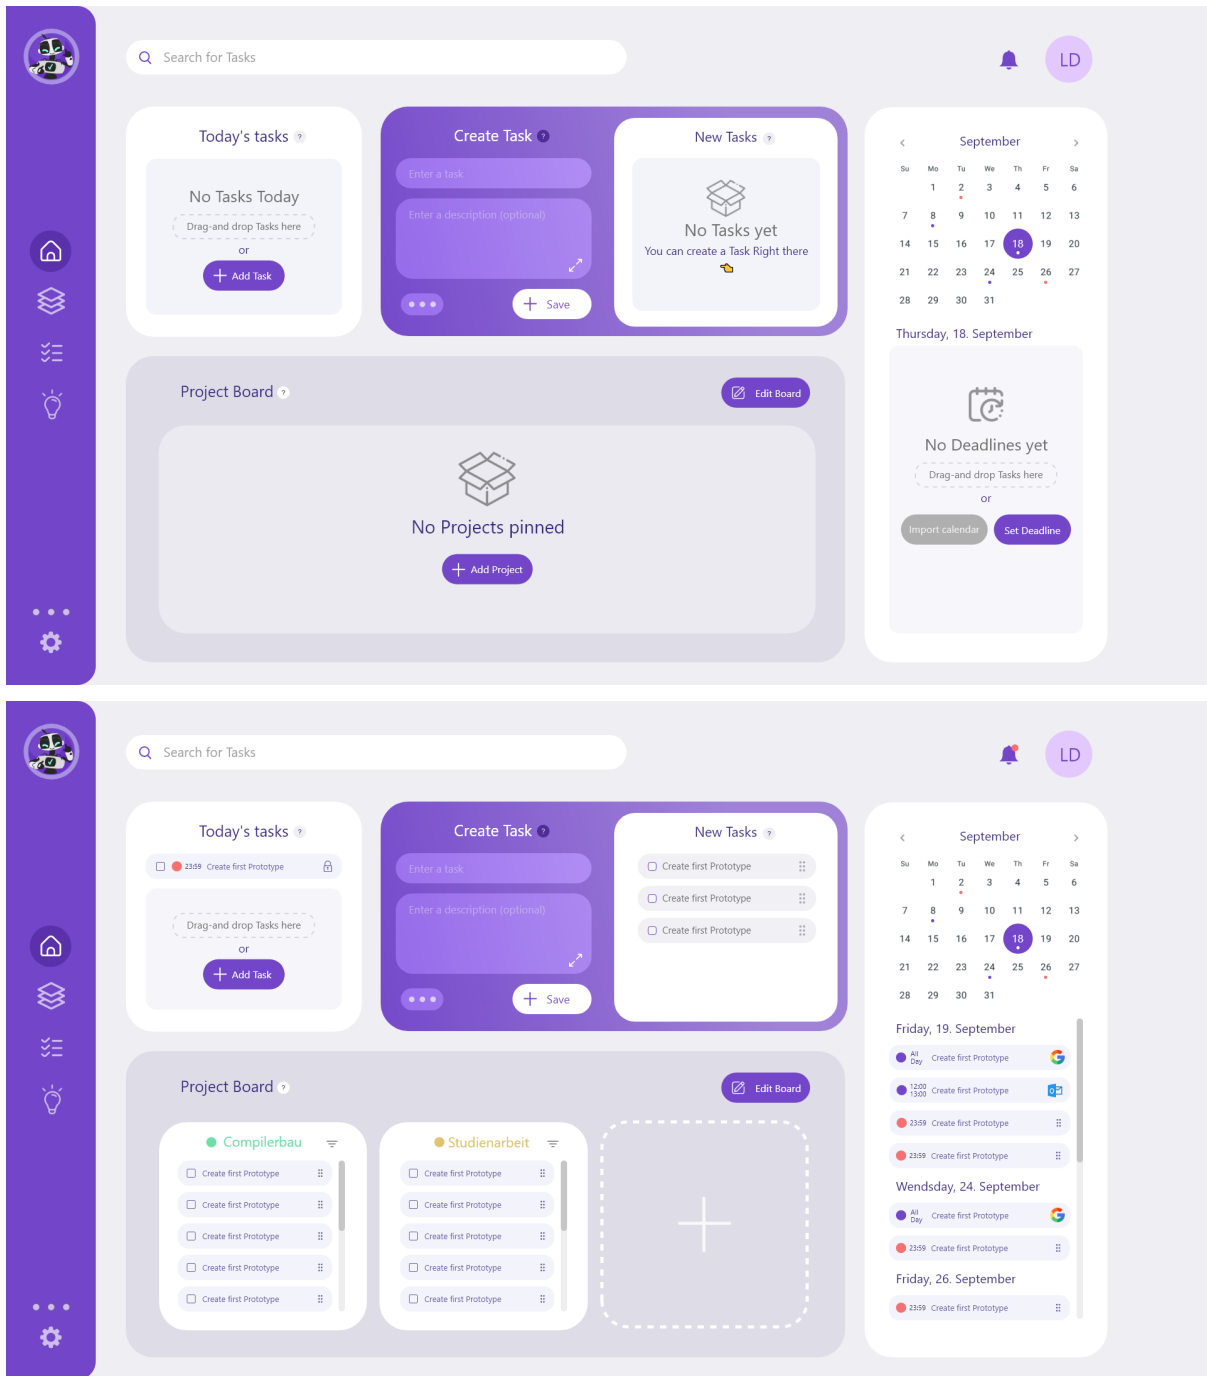 Search for Tasks
LD
Today's tasks ?
No Tasks Today
Drag-and drop Tasks here
or
Add Task
Create Task ?
Enter a task
Enter a description (optional)
Save
New Tasks ?
No Tasks yet
You can create a Task Right there
September
Su Mo Tu We Th Fr Sa
1 2 3 4 5 6
7 8 9 10 11 12 13
14 15 16 17 18 19 20
21 22 23 24 25 26 27
28 29 30 31
Thursday, 18. September
No Deadlines yet
Drag-and drop Tasks here
or
Import calendar
Set Deadline
Project Board ?
Edit Board
No Projects pinned
Add Project
Search for Tasks
LD
Today's tasks ?
23:59 Create first Prototype
Drag-and drop Tasks here
or
Add Task
Create Task ?
Enter a task
Enter a description (optional)
Save
New Tasks ?
Create first Prototype
Create first Prototype
Create first Prototype
September
Su Mo Tu We Th Fr Sa
1 2 3 4 5 6
7 8 9 10 11 12 13
14 15 16 17 18 19 20
21 22 23 24 25 26 27
28 29 30 31
Friday, 19. September
All
Day
Create first Prototype
12:00
13:00
Create first Prototype
23:59 Create first Prototype
23:59 Create first Prototype
Wendsday, 24. September
All
Day
Create first Prototype
23:59 Create first Prototype
Friday, 26. September
23:59 Create first Prototype
Project Board ?
Edit Board
Compilerbau
Create first Prototype
Create first Prototype
Create first Prototype
Create first Prototype
Create first Prototype
Studienarbeit
Create first Prototype
Create first Prototype
Create first Prototype
Create first Prototype
Create first Prototype